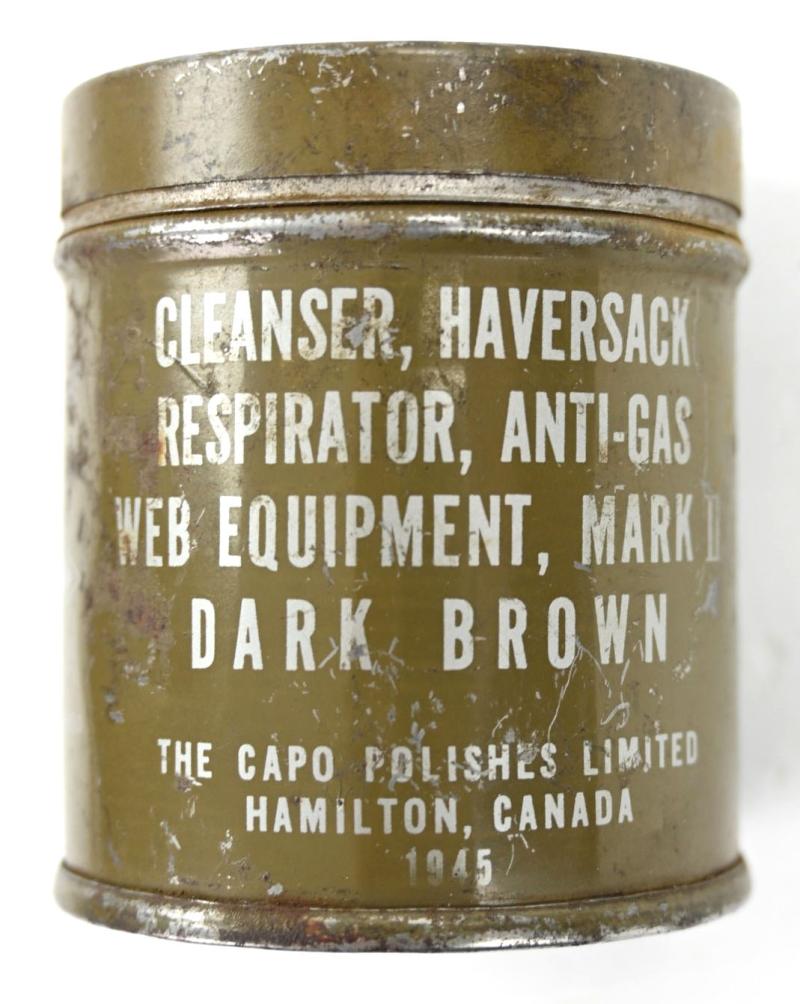 CLEANSER, HAVERSACK
RESPIRATOR, ANTI-GAS
WEB EQUIPMENT, MARK II
DARK BROWN
THE CAPO POLISHES LIMITED
HAMILTON, CANADA
1945